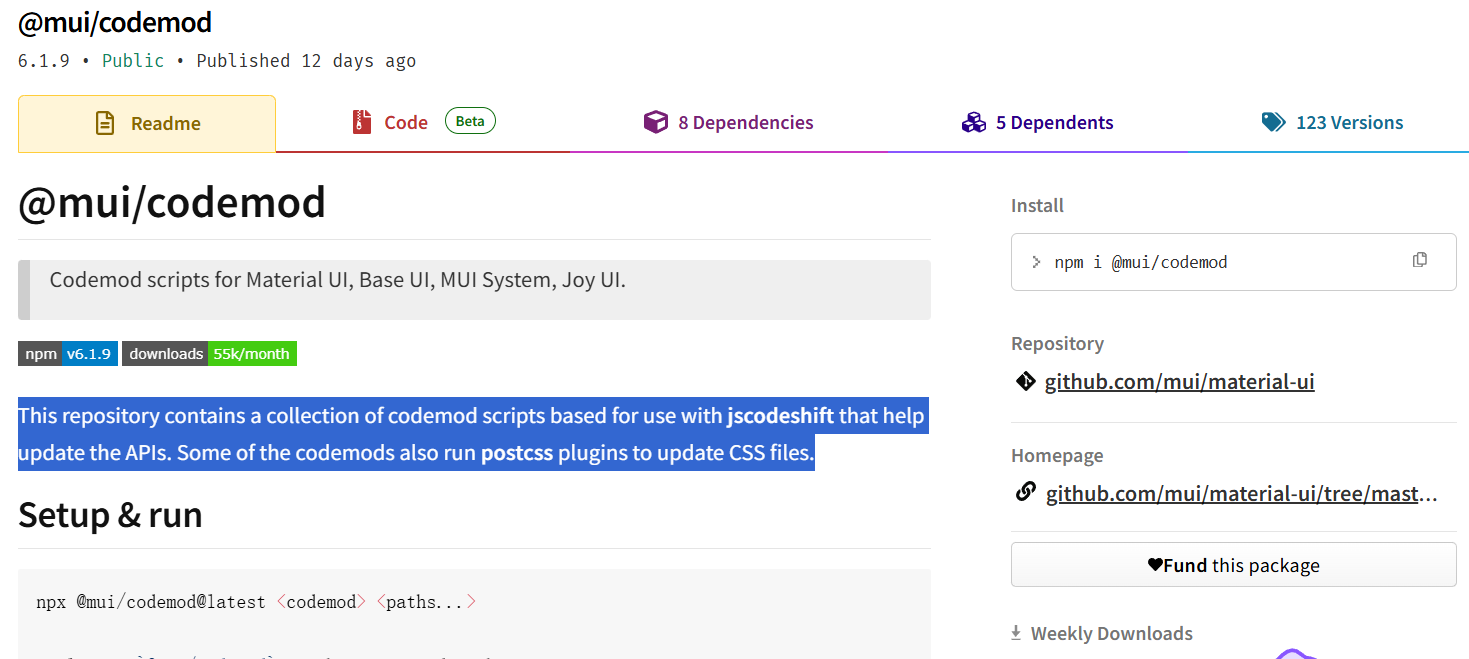 @mui/codemod
6.1.9 • Public • Published 12 days ago
Readme
Code Beta
8 Dependencies
5 Dependents
123 Versions
@mui/codemod
Codemod scripts for Material UI, Base UI, MUI System, Joy UI.
npm v6.1.9 downloads 55k/month
This repository contains a collection of codemod scripts based for use with jscodeshift that help
update the APIs. Some of the codemods also run postcss plugins to update CSS files.
Setup & run
npx @mui/codemod@latest <codemod> <paths...>
Install
> npm i @mui/codemod
Repository
github.com/mui/material-ui
Homepage
github.com/mui/material-ui/tree/mast...
Fund this package
Weekly Downloads